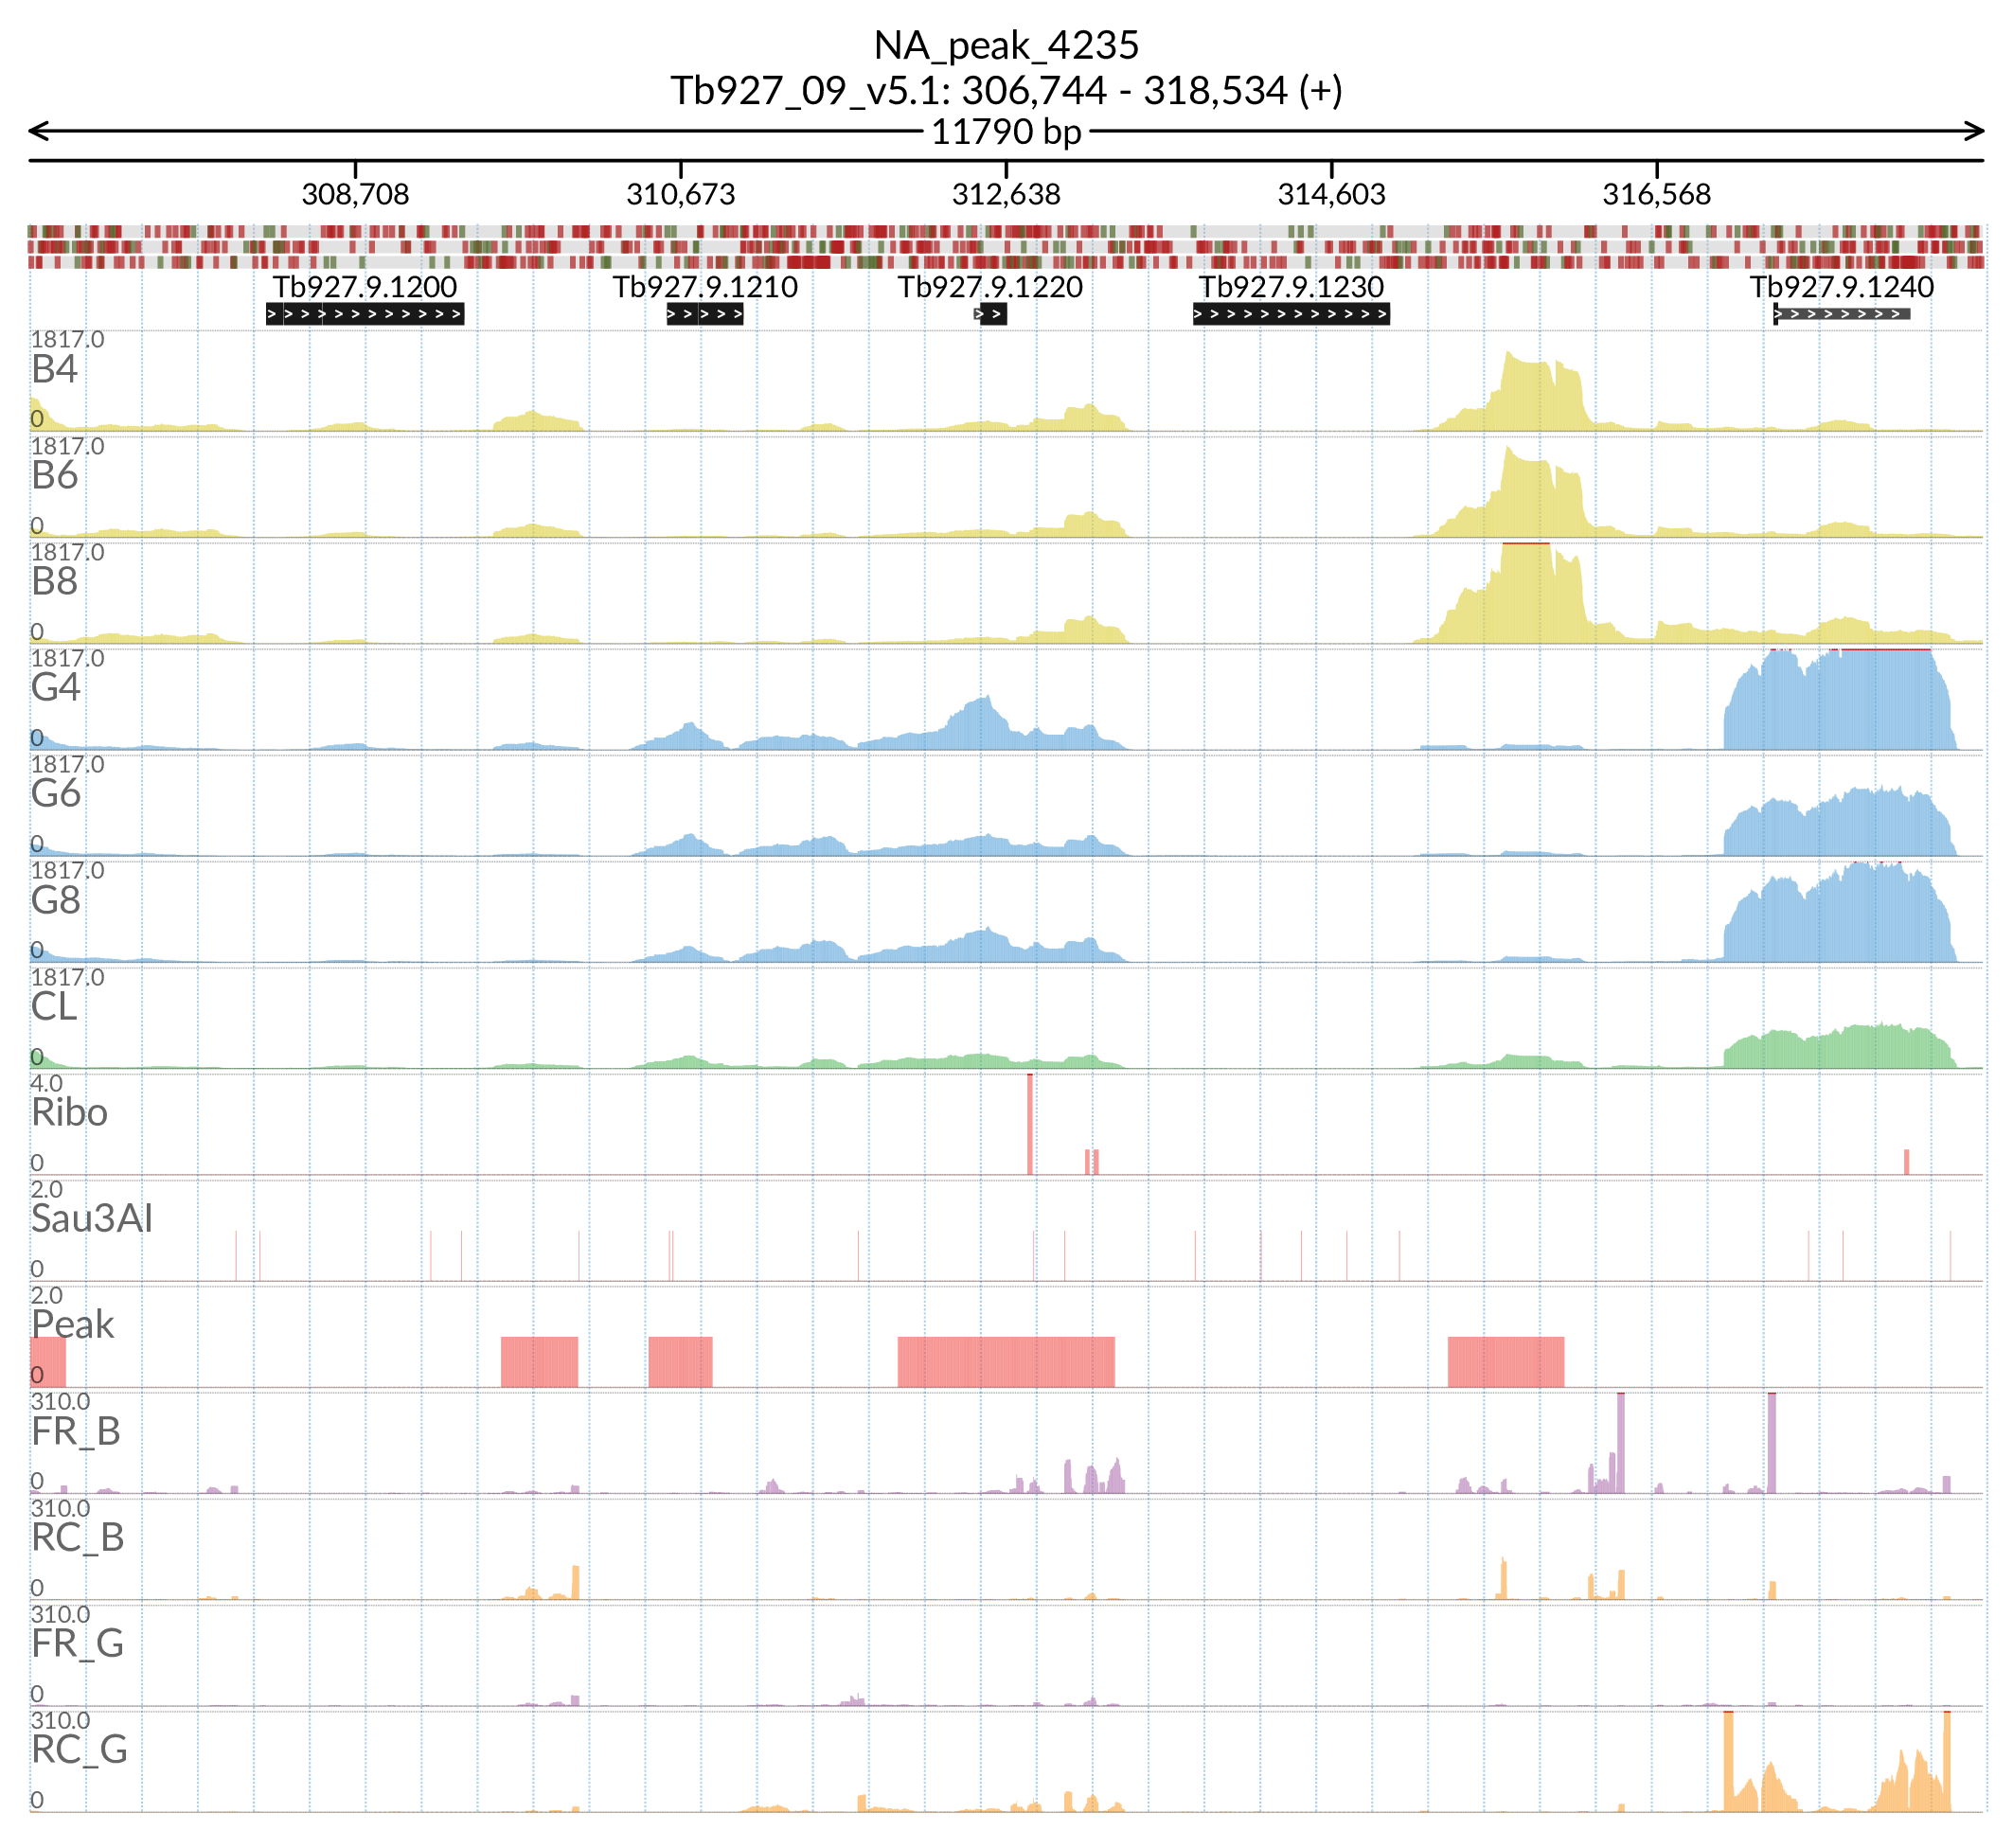 NA_peak_4235
Tb927_09_v5.1: 306,744 - 318,534 (+)
11790 bp
308,708 310,673 312,638 314,603 316,568
Tb927.9.1200 Tb927.9.1210 Tb927.9.1220 Tb927.9.1230 Tb927.9.1240
1817.0
B4
0
1817.0
B6
0
1817.0
B8
0
1817.0
G4
0
1817.0
G6
0
1817.0
G8
0
1817.0
CL
0
4.0
Ribo
0
2.0
Sau3AI
0
2.0
Peak
0
310.0
FR_B
0
310.0
RC_B
0
310.0
FR_G
0
310.0
RC_G
0